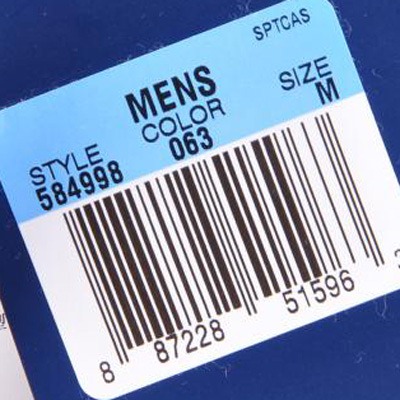 SPTCAS
MENS
STYLE COLOR SIZE
584998 063 M
8 87228 51596